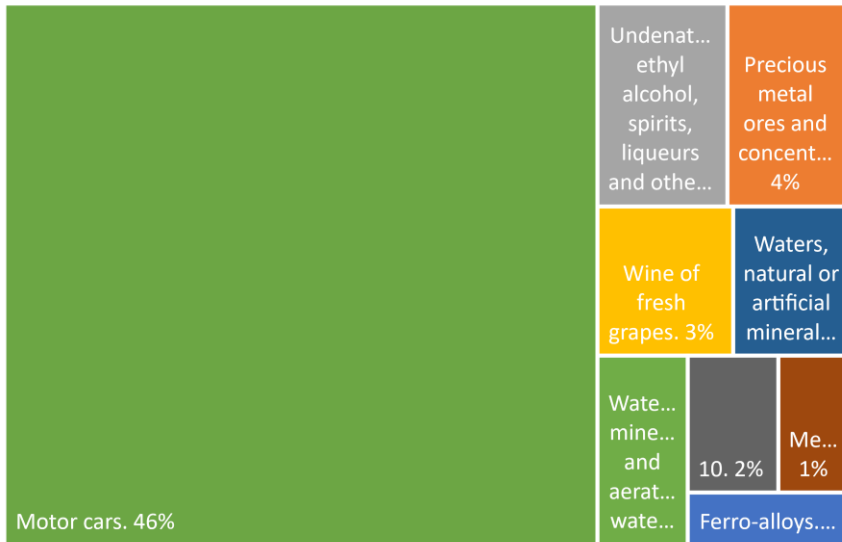 Motor cars. 46%
Undenat...
ethyl
alcohol,
spirits,
liqueurs
and othe...
Precious
metal
ores and
concent...
4%
Wine of
fresh
grapes. 3%
Waters,
natural or
artificial
mineral...
Wate...
mine...
and
aerat...
wate...
10. 2%
Me...
1%
Ferro-alloys....